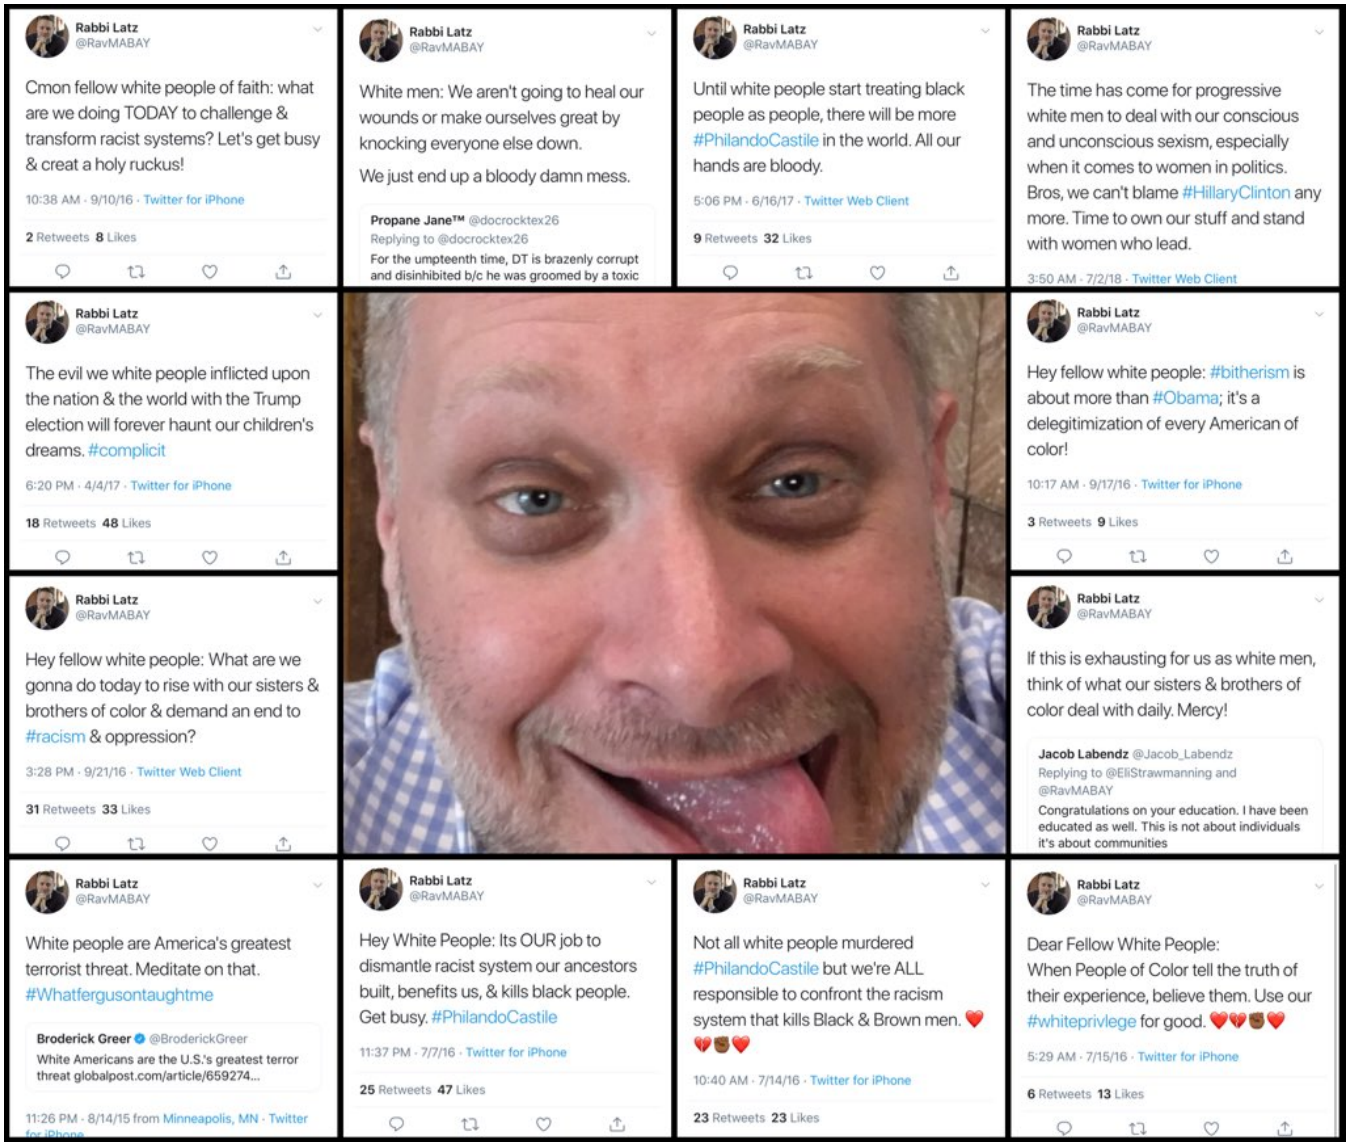 Rabbi Latz
@RavMABAY
Cmon fellow white people of faith: what
are we doing TODAY to challenge &
transform racist systems? Let's get busy
& creat a holy ruckus!
10:38 AM · 9/10/16 · Twitter for iPhone
2 Retweets 8 Likes
Rabbi Latz
@RavMABAY
White men: We aren't going to heal our
wounds or make ourselves great by
knocking everyone else down.
We just end up a bloody damn mess.
Propane Jane™ @docrocktex26
Replying to @docrocktex26
For the umpteenth time, DT is brazenly corrupt
and disinhibited b/c he was groomed by a toxic
Rabbi Latz
@RavMABAY
Until white people start treating black
people as people, there will be more
#PhilandoCastile in the world. All our
hands are bloody.
5:06 PM · 6/16/17 · Twitter Web Client
9 Retweets 32 Likes
Rabbi Latz
@RavMABAY
The time has come for progressive
white men to deal with our conscious
and unconscious sexism, especially
when it comes to women in politics.
Bros, we can't blame #HillaryClinton any
more. Time to own our stuff and stand
with women who lead.
3:50 AM · 7/2/18 · Twitter Web Client
Rabbi Latz
@RavMABAY
The evil we white people inflicted upon
the nation & the world with the Trump
election will forever haunt our children's
dreams. #complicit
6:20 PM · 4/4/17 · Twitter for iPhone
18 Retweets 48 Likes
Rabbi Latz
@RavMABAY
Hey fellow white people: #bitherism is
about more than #Obama; it's a
delegitimization of every American of
color!
10:17 AM · 9/17/16 · Twitter for iPhone
3 Retweets 9 Likes
Rabbi Latz
@RavMABAY
Hey fellow white people: What are we
gonna do today to rise with our sisters &
brothers of color & demand an end to
#racism & oppression?
3:28 PM · 9/21/16 · Twitter Web Client
31 Retweets 33 Likes
Rabbi Latz
@RavMABAY
If this is exhausting for us as white men,
think of what our sisters & brothers of
color deal with daily. Mercy!
Jacob Labendz @Jacob_Labendz
Replying to @EliStrawmanning and
@RavMABAY
Congratulations on your education. I have been
educated as well. This is not about individuals
it's about communities
Rabbi Latz
@RavMABAY
White people are America's greatest
terrorist threat. Meditate on that.
#Whatfergusontaughtme
Broderick Greer @BroderickGreer
White Americans are the U.S.'s greatest terror
threat globalpost.com/article/659274...
11:26 PM · 8/14/15 from Minneapolis, MN · Twitter
for iPhone
Rabbi Latz
@RavMABAY
Hey White People: Its OUR job to
dismantle racist system our ancestors
built, benefits us, & kills black people.
Get busy. #PhilandoCastile
11:37 PM · 7/7/16 · Twitter for iPhone
25 Retweets 47 Likes
Rabbi Latz
@RavMABAY
Not all white people murdered
#PhilandoCastile but we're ALL
responsible to confront the racism
system that kills Black & Brown men. ❤️
💔✊🏾❤️
10:40 AM · 7/14/16 · Twitter for iPhone
23 Retweets 23 Likes
Rabbi Latz
@RavMABAY
Dear Fellow White People:
When People of Color tell the truth of
their experience, believe them. Use our
#whiteprivlege for good. ❤️💔✊🏾❤️
5:29 AM · 7/15/16 · Twitter for iPhone
6 Retweets 13 Likes